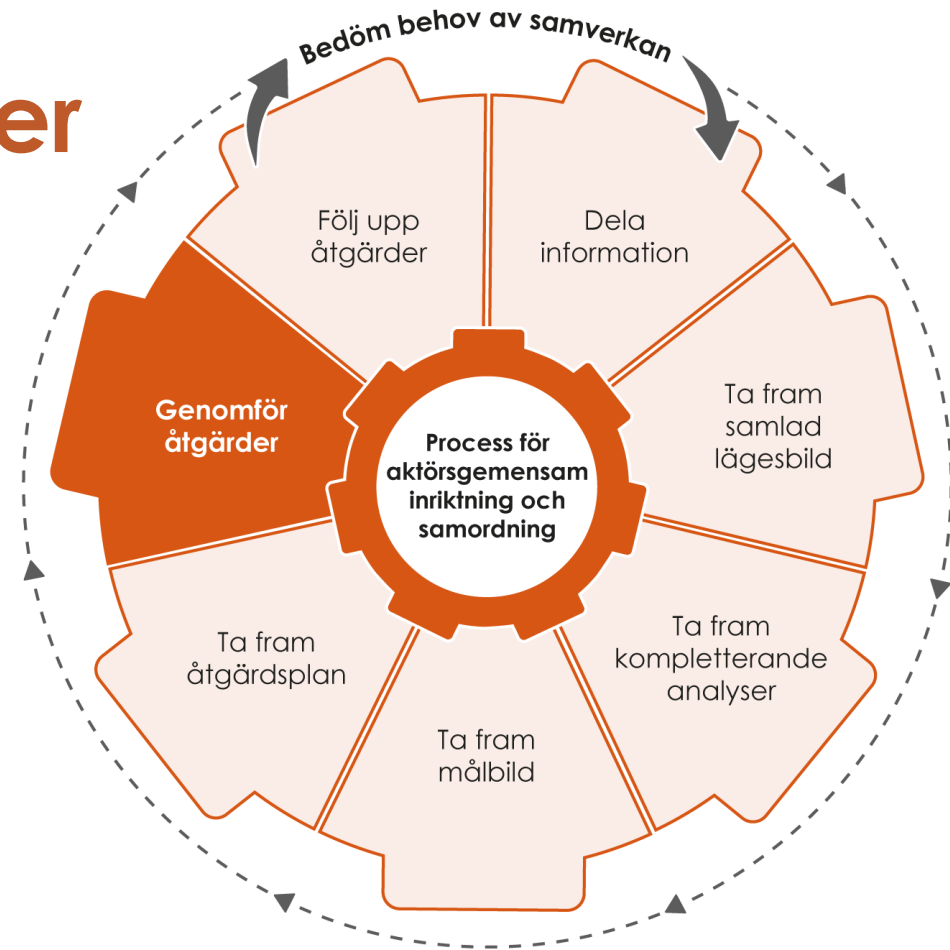 Bedöm behov av samverkan
er
Följ upp
åtgärder
Dela
information
Ta fram
samlad
lägesbild
Ta fram
kompletterande
analyser
Ta fram
målbild
Ta fram
åtgärdsplan
Genomför
åtgärder
Process för
aktörsgemensam
inriktning och
samordning